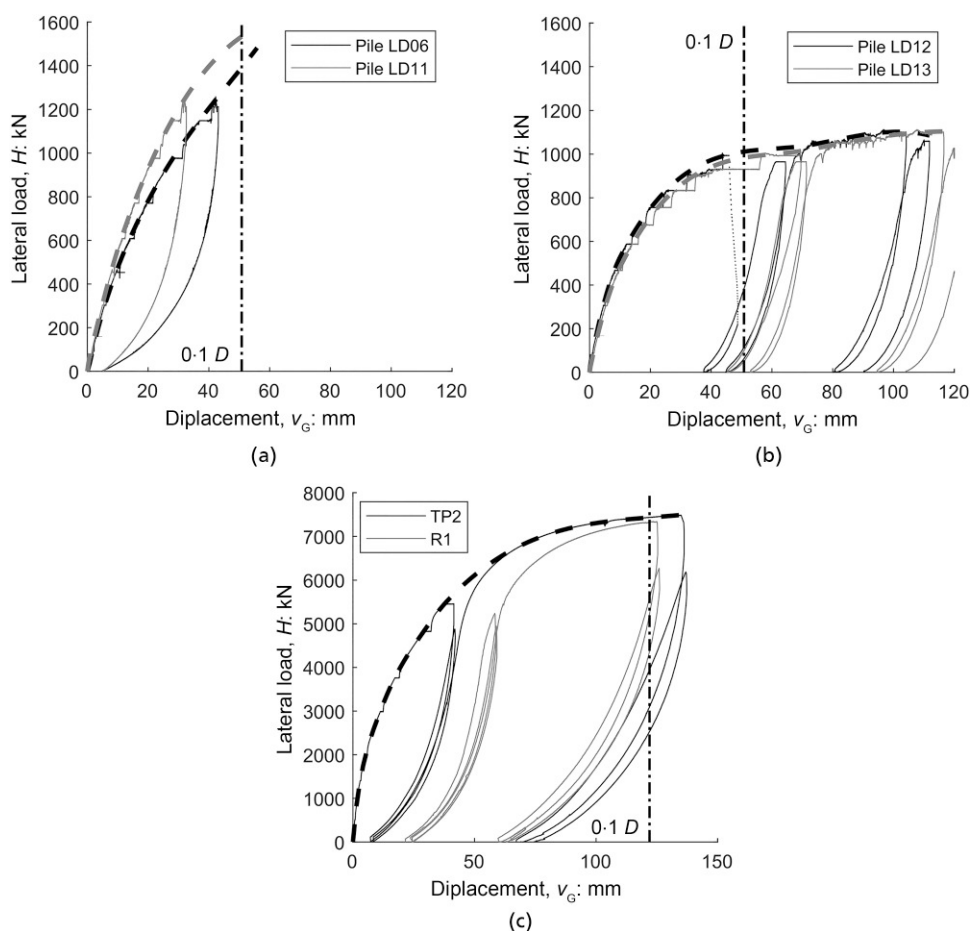 1600
1400
1200
1000
800
600
400
200
0
Lateral load, H: kN
Pile LD06
Pile LD11
0·1 D
0 20 40 60 80 100 120
Diplacement, vG: mm
(a)
1600
1400
1200
1000
800
600
400
200
0
Lateral load, H: kN
0·1 D
Pile LD12
Pile LD13
0 20 40 60 80 100 120
Diplacement, vG: mm
(b)
8000
7000
6000
5000
4000
3000
2000
1000
0
Lateral load, H: kN
TP2
R1
0·1 D
0 50 100 150
Diplacement, vG: mm
(c)